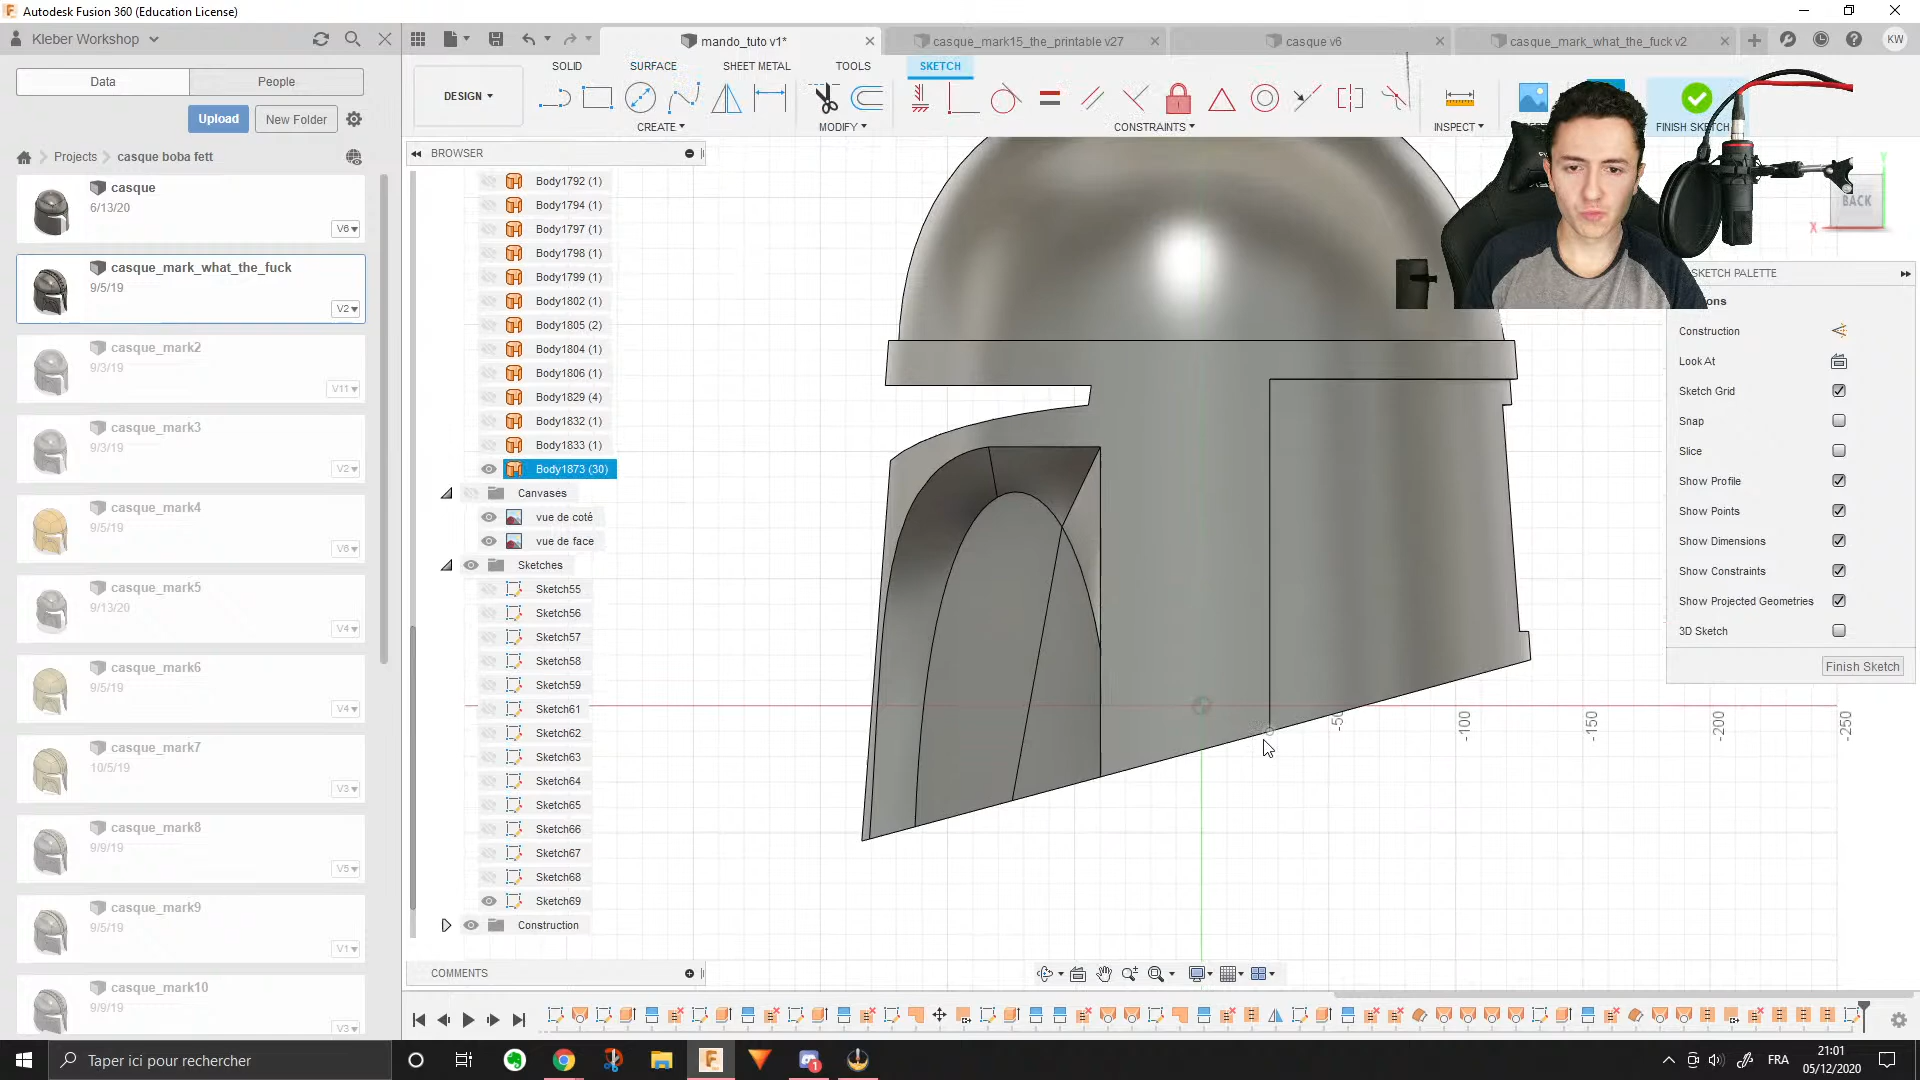 Autodesk Fusion 360 (Education License)
Kleber Workshop
mando_tuto v1*
casque_mark15_the_printable v27
casque v6
casque_mark_what_the_fuck v2
KW
Data
People
SOLID
SURFACE
SHEET METAL
TOOLS
SKETCH
Upload
New Folder
DESIGN
CREATE
MODIFY
CONSTRAINTS
INSPECT
FINISH SKETCH
Projects
casque boba fett
BROWSER
casque
6/13/20
V6
casque_mark_what_the_fuck
9/5/19
V2
casque_mark2
9/3/19
V11
casque_mark3
9/3/19
V2
casque_mark4
9/5/19
V6
casque_mark5
9/13/20
V4
casque_mark6
9/5/19
V4
casque_mark7
10/5/19
V3
casque_mark8
9/9/19
V5
casque_mark9
9/5/19
V1
casque_mark10
9/9/19
V3
Body1792 (1)
Body1794 (1)
Body1797 (1)
Body1798 (1)
Body1799 (1)
Body1802 (1)
Body1805 (2)
Body1804 (1)
Body1806 (1)
Body1829 (4)
Body1832 (1)
Body1833 (1)
Body1873 (30)
Canvases
vue de coté
vue de face
Sketches
Sketch55
Sketch56
Sketch57
Sketch58
Sketch59
Sketch61
Sketch62
Sketch63
Sketch64
Sketch65
Sketch66
Sketch67
Sketch68
Sketch69
Construction
COMMENTS
-50
-100
-150
-200
-250
BACK
X
SKETCH PALETTE
Construction
Look At
Sketch Grid
Snap
Slice
Show Profile
Show Points
Show Dimensions
Show Constraints
Show Projected Geometries
3D Sketch
Finish Sketch
Taper ici pour rechercher
FRA
21:01
05/12/2020